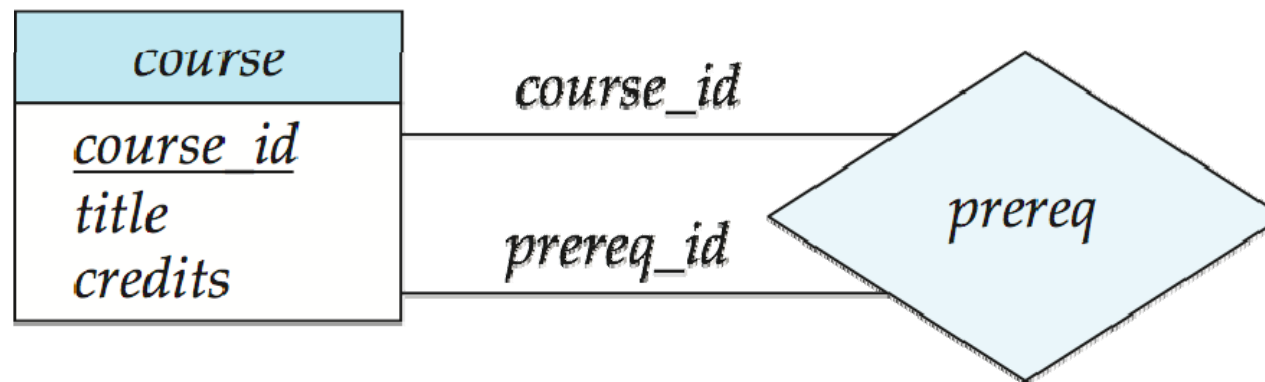 course
course_id
title
credits
course_id
prereq_id
prereq